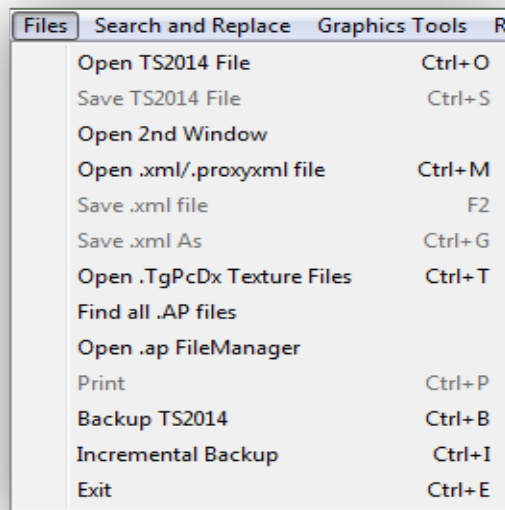 Files Search and Replace Graphics Tools R
Open TS2014 File Ctrl+O
Save TS2014 File Ctrl+S
Open 2nd Window
Open .xml/.proxyxml file Ctrl+M
Save .xml file F2
Save .xml As Ctrl+G
Open .TgPcDx Texture Files Ctrl+T
Find all .AP files
Open .ap FileManager
Print Ctrl+P
Backup TS2014 Ctrl+B
Incremental Backup Ctrl+I
Exit Ctrl+E